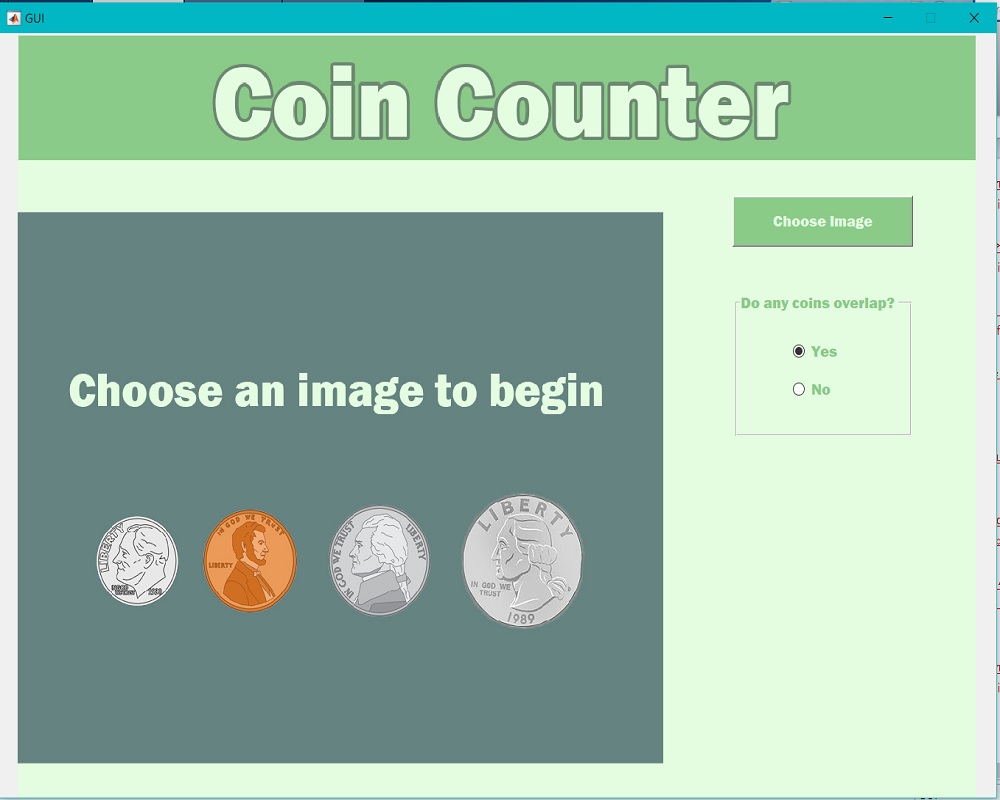 GUI
Coin Counter
Choose Image
Do any coins overlap?
Yes
No
Choose an image to begin
LIBERTY
IN GOD WE TRUST
LIBERTY
IN GOD WE TRUST
LIBERTY
LIBERTY
IN GOD WE
TRUST
1989